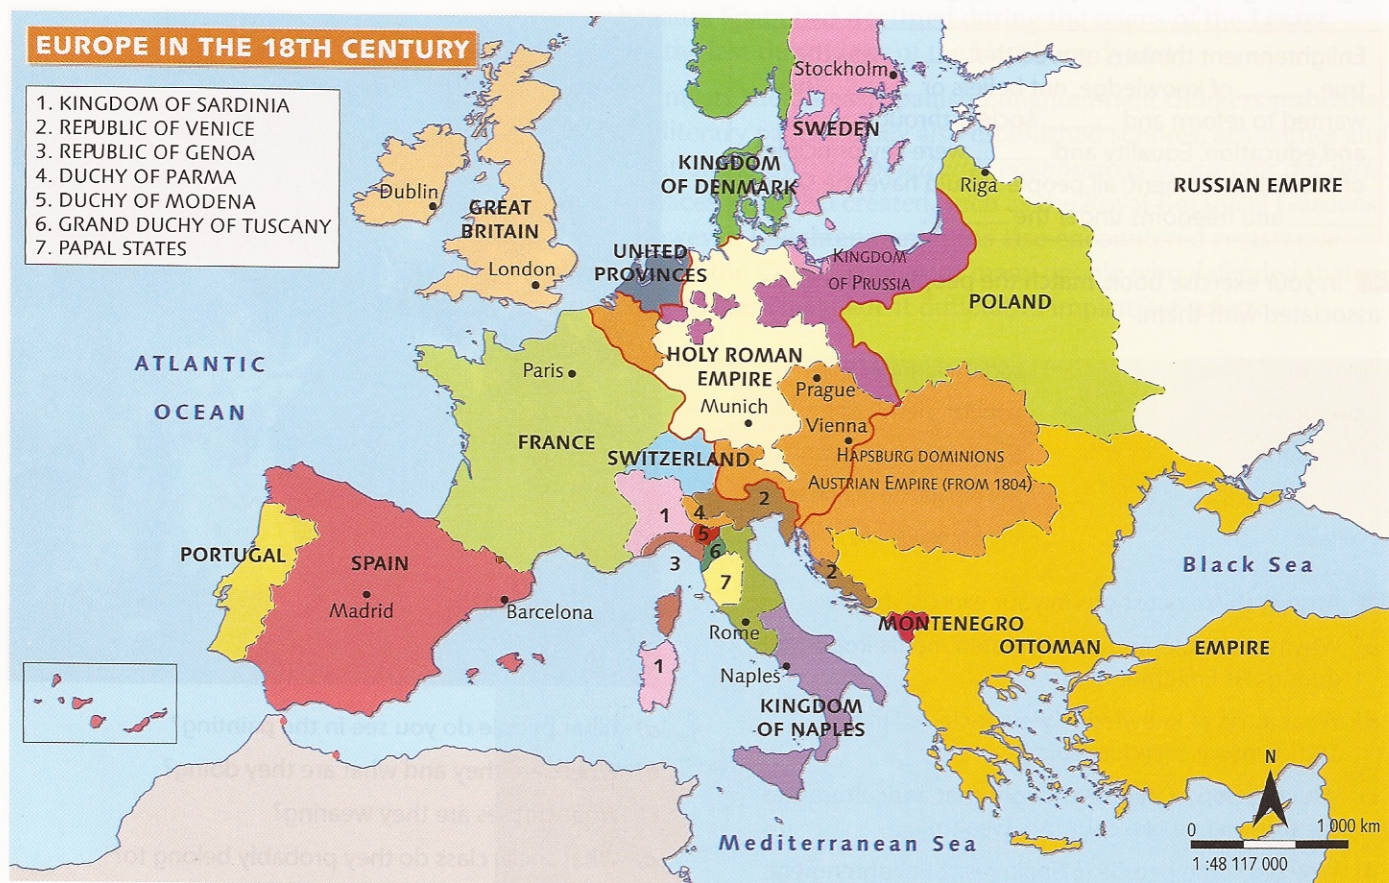 EUROPE IN THE 18TH CENTURY
1. KINGDOM OF SARDINIA
2. REPUBLIC OF VENICE
3. REPUBLIC OF GENOA
4. DUCHY OF PARMA
5. DUCHY OF MODENA
6. GRAND DUCHY OF TUSCANY
7. PAPAL STATES
Stockholm
SWEDEN
KINGDOM
OF DENMARK
Riga
RUSSIAN EMPIRE
Dublin
GREAT
BRITAIN
London
UNITED
PROVINCES
KINGDOM
OF PRUSSIA
POLAND
ATLANTIC
OCEAN
Paris
HOLY ROMAN
EMPIRE
Munich
Prague
Vienna
FRANCE
SWITZERLAND
HAPSBURG DOMINIONS
AUSTRIAN EMPIRE (FROM 1804)
1
4
2
5
6
3
7
2
PORTUGAL
SPAIN
Madrid
Barcelona
Black Sea
Rome
MONTENEGRO
OTTOMAN
EMPIRE
1
Naples
KINGDOM
OF NAPLES
Mediterranean Sea
N
0
1 000 km
1:48 117 000